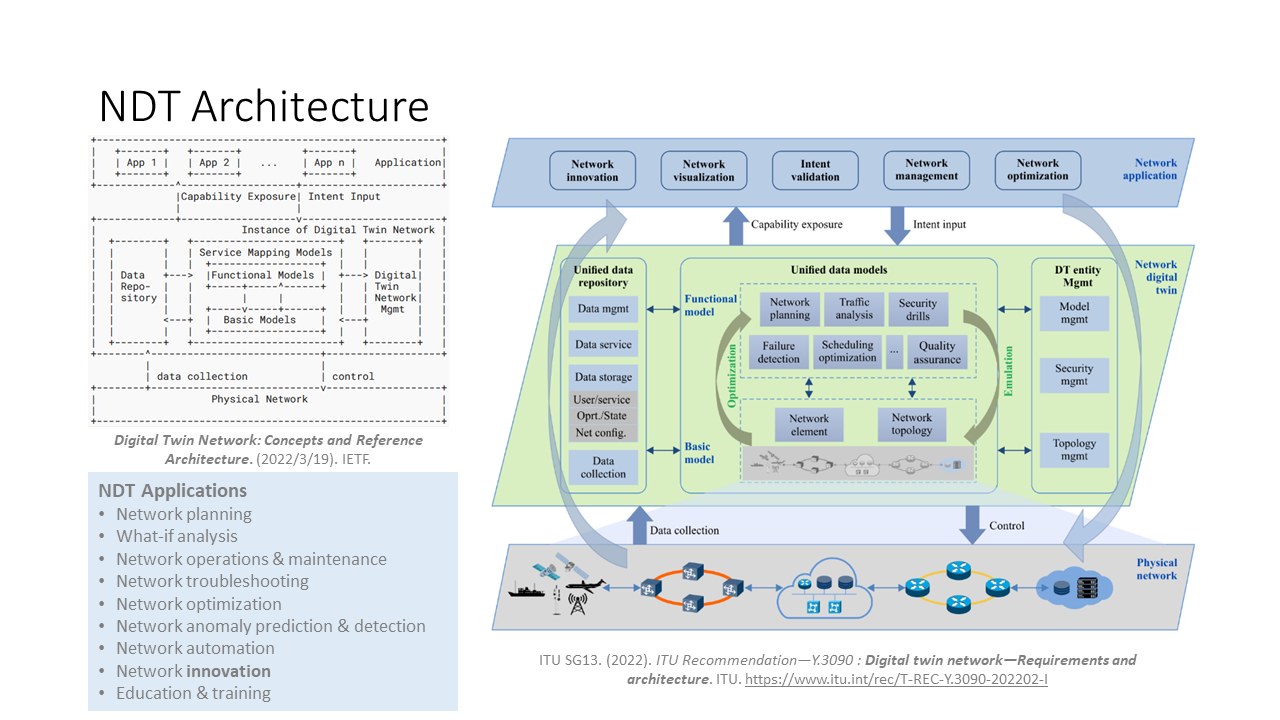 NDT Architecture
App 1 App 2 ... App n Application
Capability Exposure Intent Input
Instance of Digital Twin Network
Service Mapping Models
Data Repo- sitory
Functional Models
Digital Twin Network Mgmt
Basic Models
data collection control
Physical Network
Digital Twin Network: Concepts and Reference
Architecture. (2022/3/19). IETF.
NDT Applications
• Network planning
• What-if analysis
• Network operations & maintenance
• Network troubleshooting
• Network optimization
• Network anomaly prediction & detection
• Network automation
• Network innovation
• Education & training
Network
innovation
Network
visualization
Intent
validation
Network
management
Network
optimization
Network
application
Capability exposure
Intent input
Unified data
repository
Data mgmt
Data service
Data storage
User/service
Oprt./State
Net config.
Data
collection
Unified data models
Functional
model
Basic
model
Optimization
Network
planning
Traffic
analysis
Security
drills
Failure
detection
Scheduling
optimization
...
Quality
assurance
Network
element
Network
topology
Emulation
DT entity
Mgmt
Model
mgmt
Security
mgmt
Topology
mgmt
Network
digital
twin
Data collection
Control
Physical
network
ITU SG13. (2022). ITU Recommendation—Y.3090 : Digital twin network—Requirements and
architecture. ITU. https://www.itu.int/rec/T-REC-Y.3090-202202-I